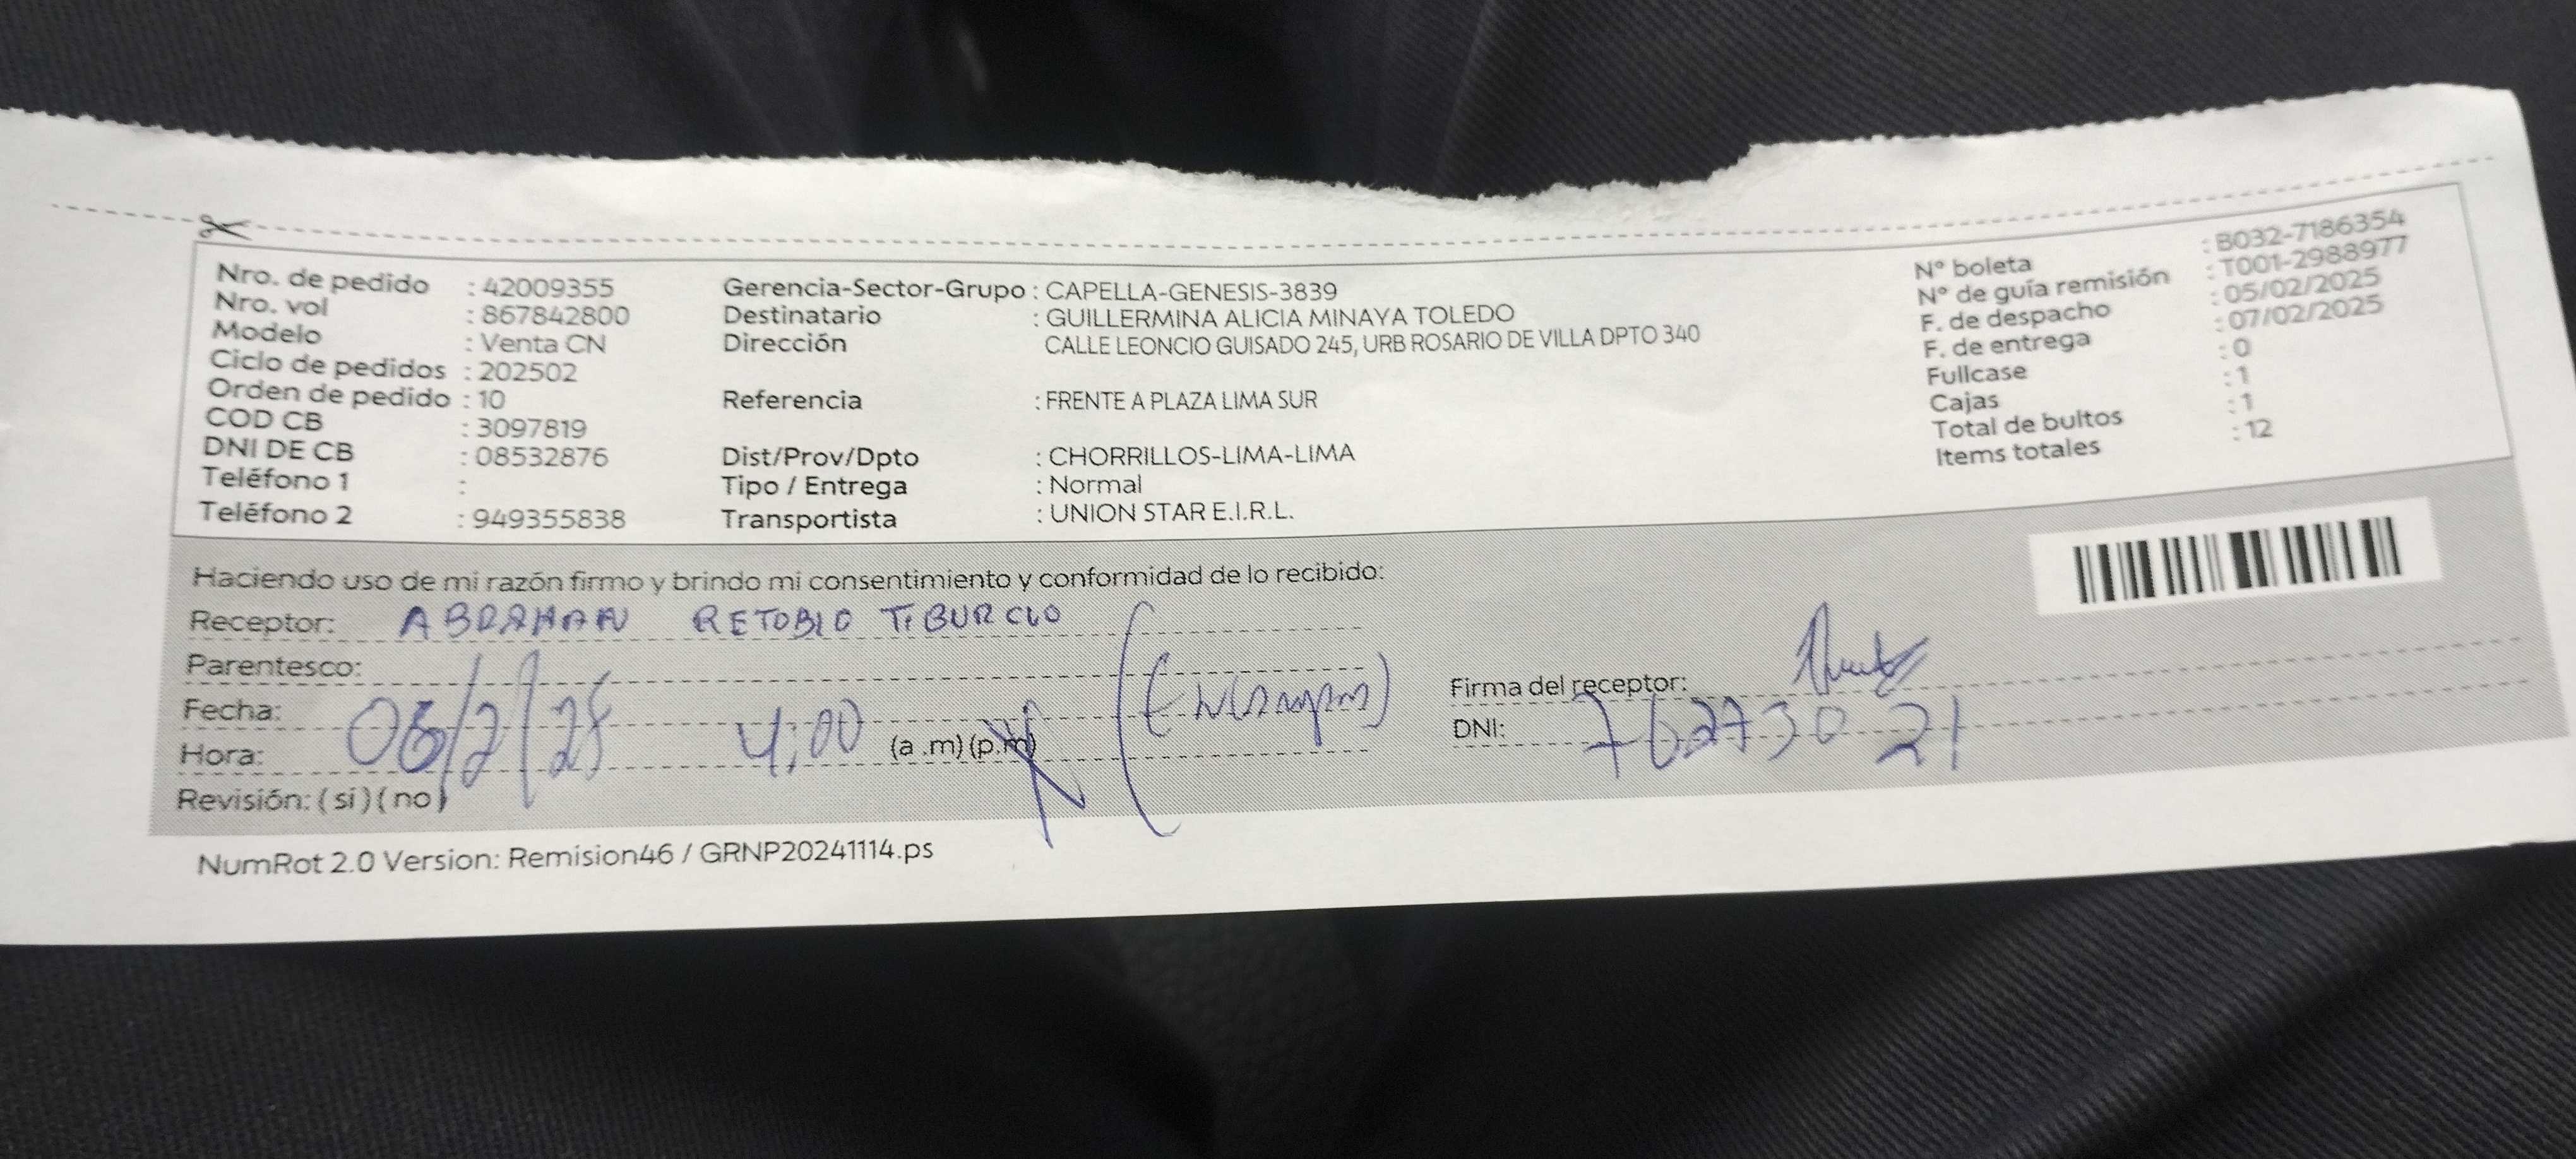 Nro. de pedido : 42009355
Nro. vol : 867842800
Modelo : Venta CN
Ciclo de pedidos : 202502
Orden de pedido : 10
COD CB : 3097819
DNI DE CB : 08532876
Teléfono 1 :
Teléfono 2 : 949355838
Gerencia-Sector-Grupo : CAPELLA-GENESIS-3839
Destinatario : GUILLERMINA ALICIA MINAYA TOLEDO
Dirección CALLE LEONCIO GUISADO 245, URB ROSARIO DE VILLA DPTO 340
Referencia : FRENTE A PLAZA LIMA SUR
Dist/Prov/Dpto : CHORRILLOS-LIMA-LIMA
Tipo / Entrega : Normal
Transportista : UNION STAR E.I.R.L.
N° boleta : B032-7186354
N° de guía remisión : T001-2988977
F. de despacho : 05/02/2025
F. de entrega : 07/02/2025
Fullcase : 0
Cajas : 1
Total de bultos : 1
Items totales : 12
Haciendo uso de mi razón firmo y brindo mi consentimiento y conformidad de lo recibido:
Receptor: ABRAHAN RETOBLO TIBURCIO
Parentesco:
Fecha:
Hora: 4:00 (a .m) (p.m)
Revisión: ( si ) ( no )
Firma del receptor:
DNI: 76273021
NumRot 2.0 Version: Remision46 / GRNP20241114.ps